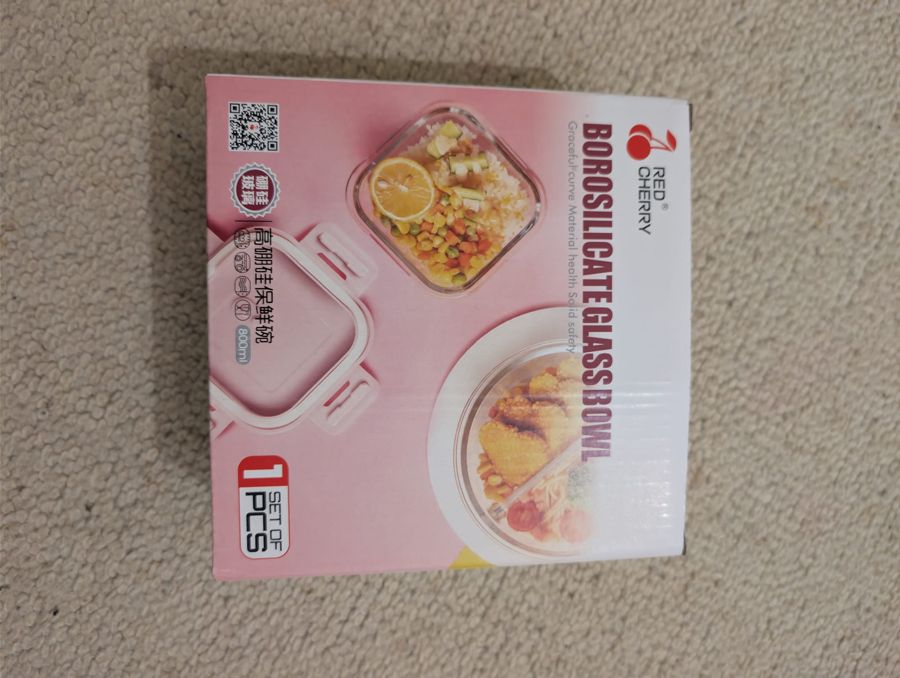 RED ®
CHERRY
BOROSILICATE GLASS BOWL
Graceful curve Material health Solid safety
硼硅
玻璃
高硼硅保鲜碗
800ml
1
SET OF
PCS